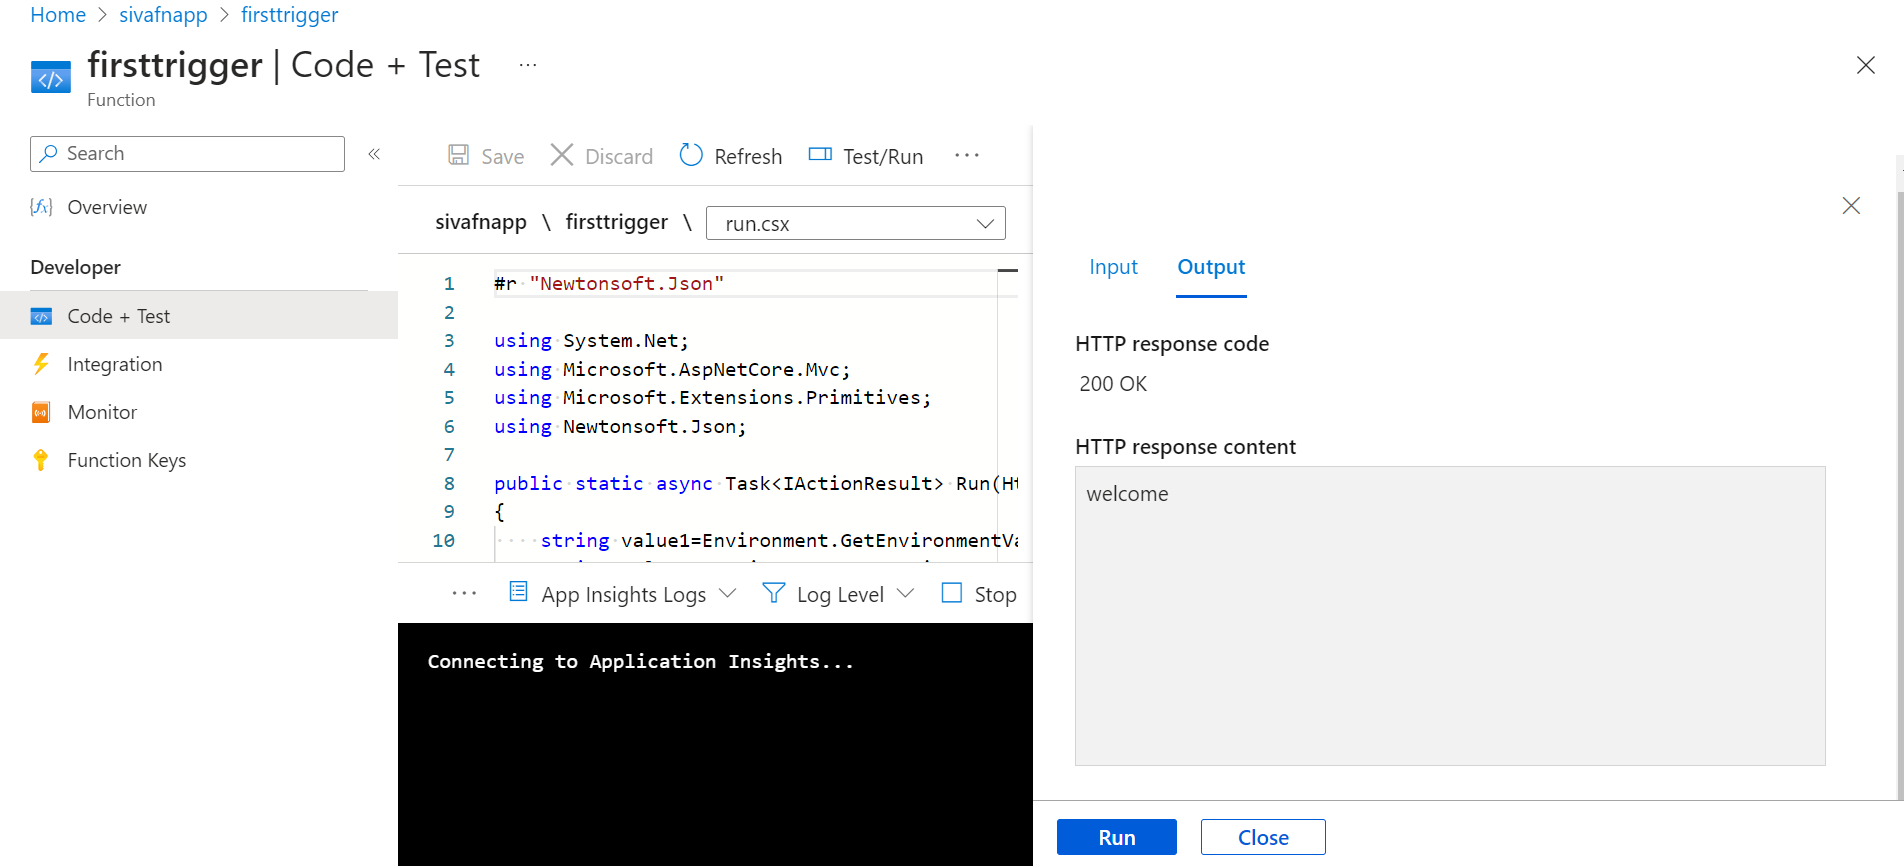 Home > sivafnapp > firsttrigger
firsttrigger | Code + Test ...
Function
Search
«
Overview
Developer
Code + Test
Integration
Monitor
Function Keys
Save Discard Refresh Test/Run ...
sivafnapp \ firsttrigger \ run.csx
1 #r "Newtonsoft.Json"
2
3 using System.Net;
4 using Microsoft.AspNetCore.Mvc;
5 using Microsoft.Extensions.Primitives;
6 using Newtonsoft.Json;
7
8 public static async Task<IActionResult> Run(Ht
9 {
10 string value1=Environment.GetEnvironmentVa
... App Insights Logs Log Level Stop
Connecting to Application Insights...
Input Output
HTTP response code
200 OK
HTTP response content
welcome
Run Close